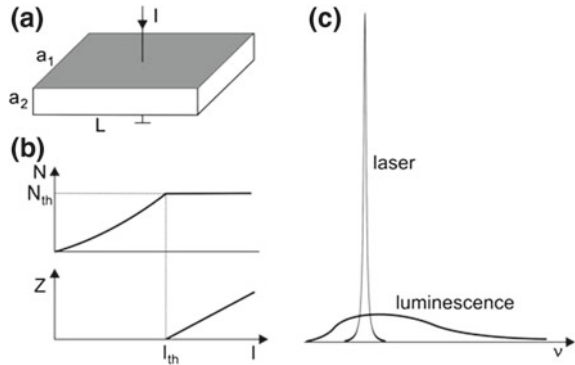 (a)
I
a₁
a₂
L
(b)
N
Nth
Z
Ith
I
(c)
laser
luminescence
ν